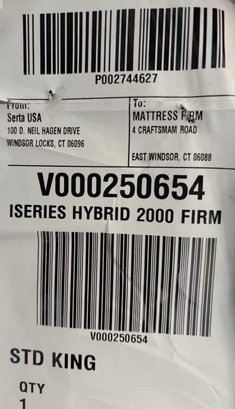 P002744627
From:
Serta USA
100 D. NEIL HAGEN DRIVE
WINDSOR LOCKS, CT 06096
To:
MATTRESS FIRM
4 CRAFTSMAM ROAD
EAST WINDSOR, CT 06088
V000250654
ISERIES HYBRID 2000 FIRM
V000250654
STD KING
QTY
1